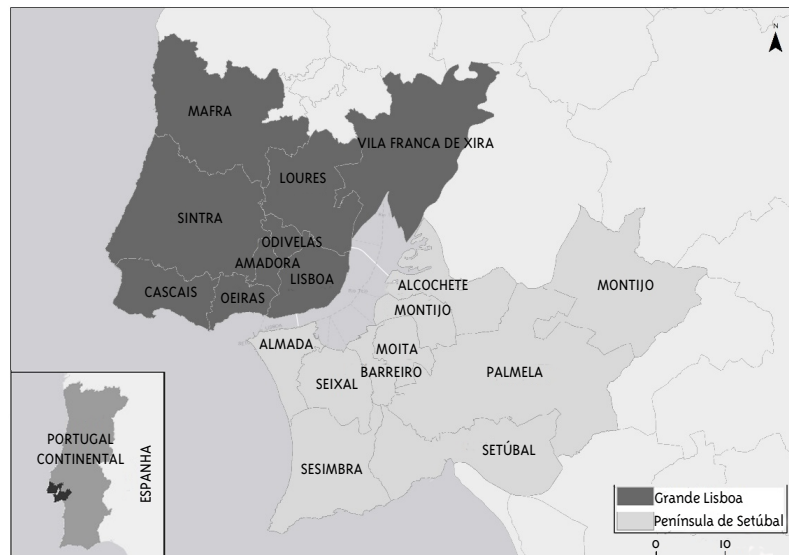 N
MAFRA
VILA FRANCA DE XIRA
LOURES
SINTRA
ODIVELAS
AMADORA
LISBOA
CASCAIS
OEIRAS
ALCOCHETE
MONTIJO
MONTIJO
ALMADA
MOITA
BARREIRO
SEIXAL
PALMELA
SESIMBRA
SETÚBAL
PORTUGAL
CONTINENTAL
ESPANHA
Grande Lisboa
Península de Setúbal
0 10